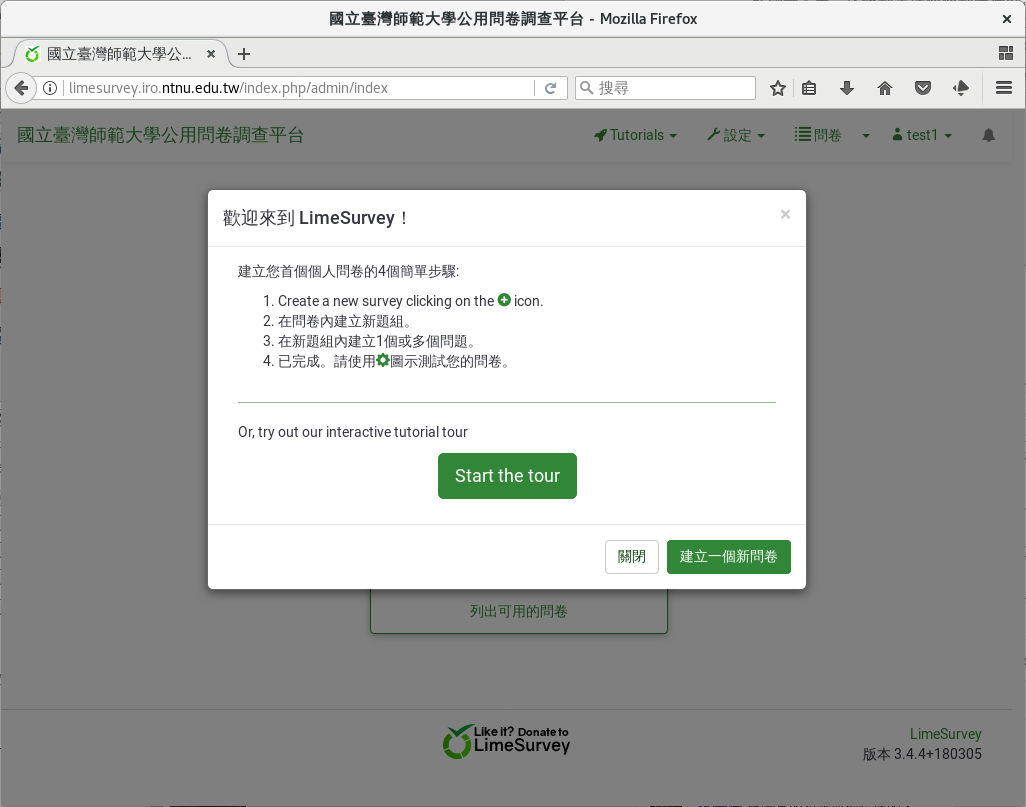 國立臺灣師範大學公用問卷調查平台 - Mozilla Firefox
國立臺灣師範大學公...
limesurvey.iro.ntnu.edu.tw/index.php/admin/index
搜尋
國立臺灣師範大學公用問卷調查平台 Tutorials 設定 問卷 test1
歡迎來到 LimeSurvey！
建立您首個個人問卷的4個簡單步驟:
1. Create a new survey clicking on the icon.
2. 在問卷內建立新題組。
3. 在新題組內建立1個或多個問題。
4. 已完成。請使用圖示測試您的問卷。
Or, try out our interactive tutorial tour
Start the tour
關閉 建立一個新問卷
列出可用的問卷
Like it? Donate to
LimeSurvey
LimeSurvey
版本 3.4.4+180305